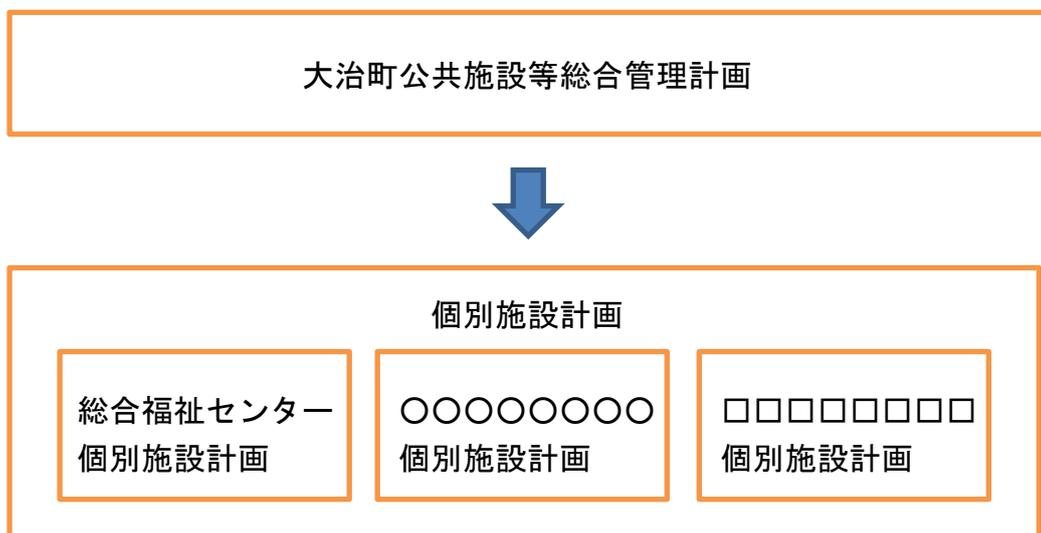 大治町公共施設等総合管理計画
個別施設計画
総合福祉センター
個別施設計画
○○○○○○○○
個別施設計画
□□□□□□□□
個別施設計画